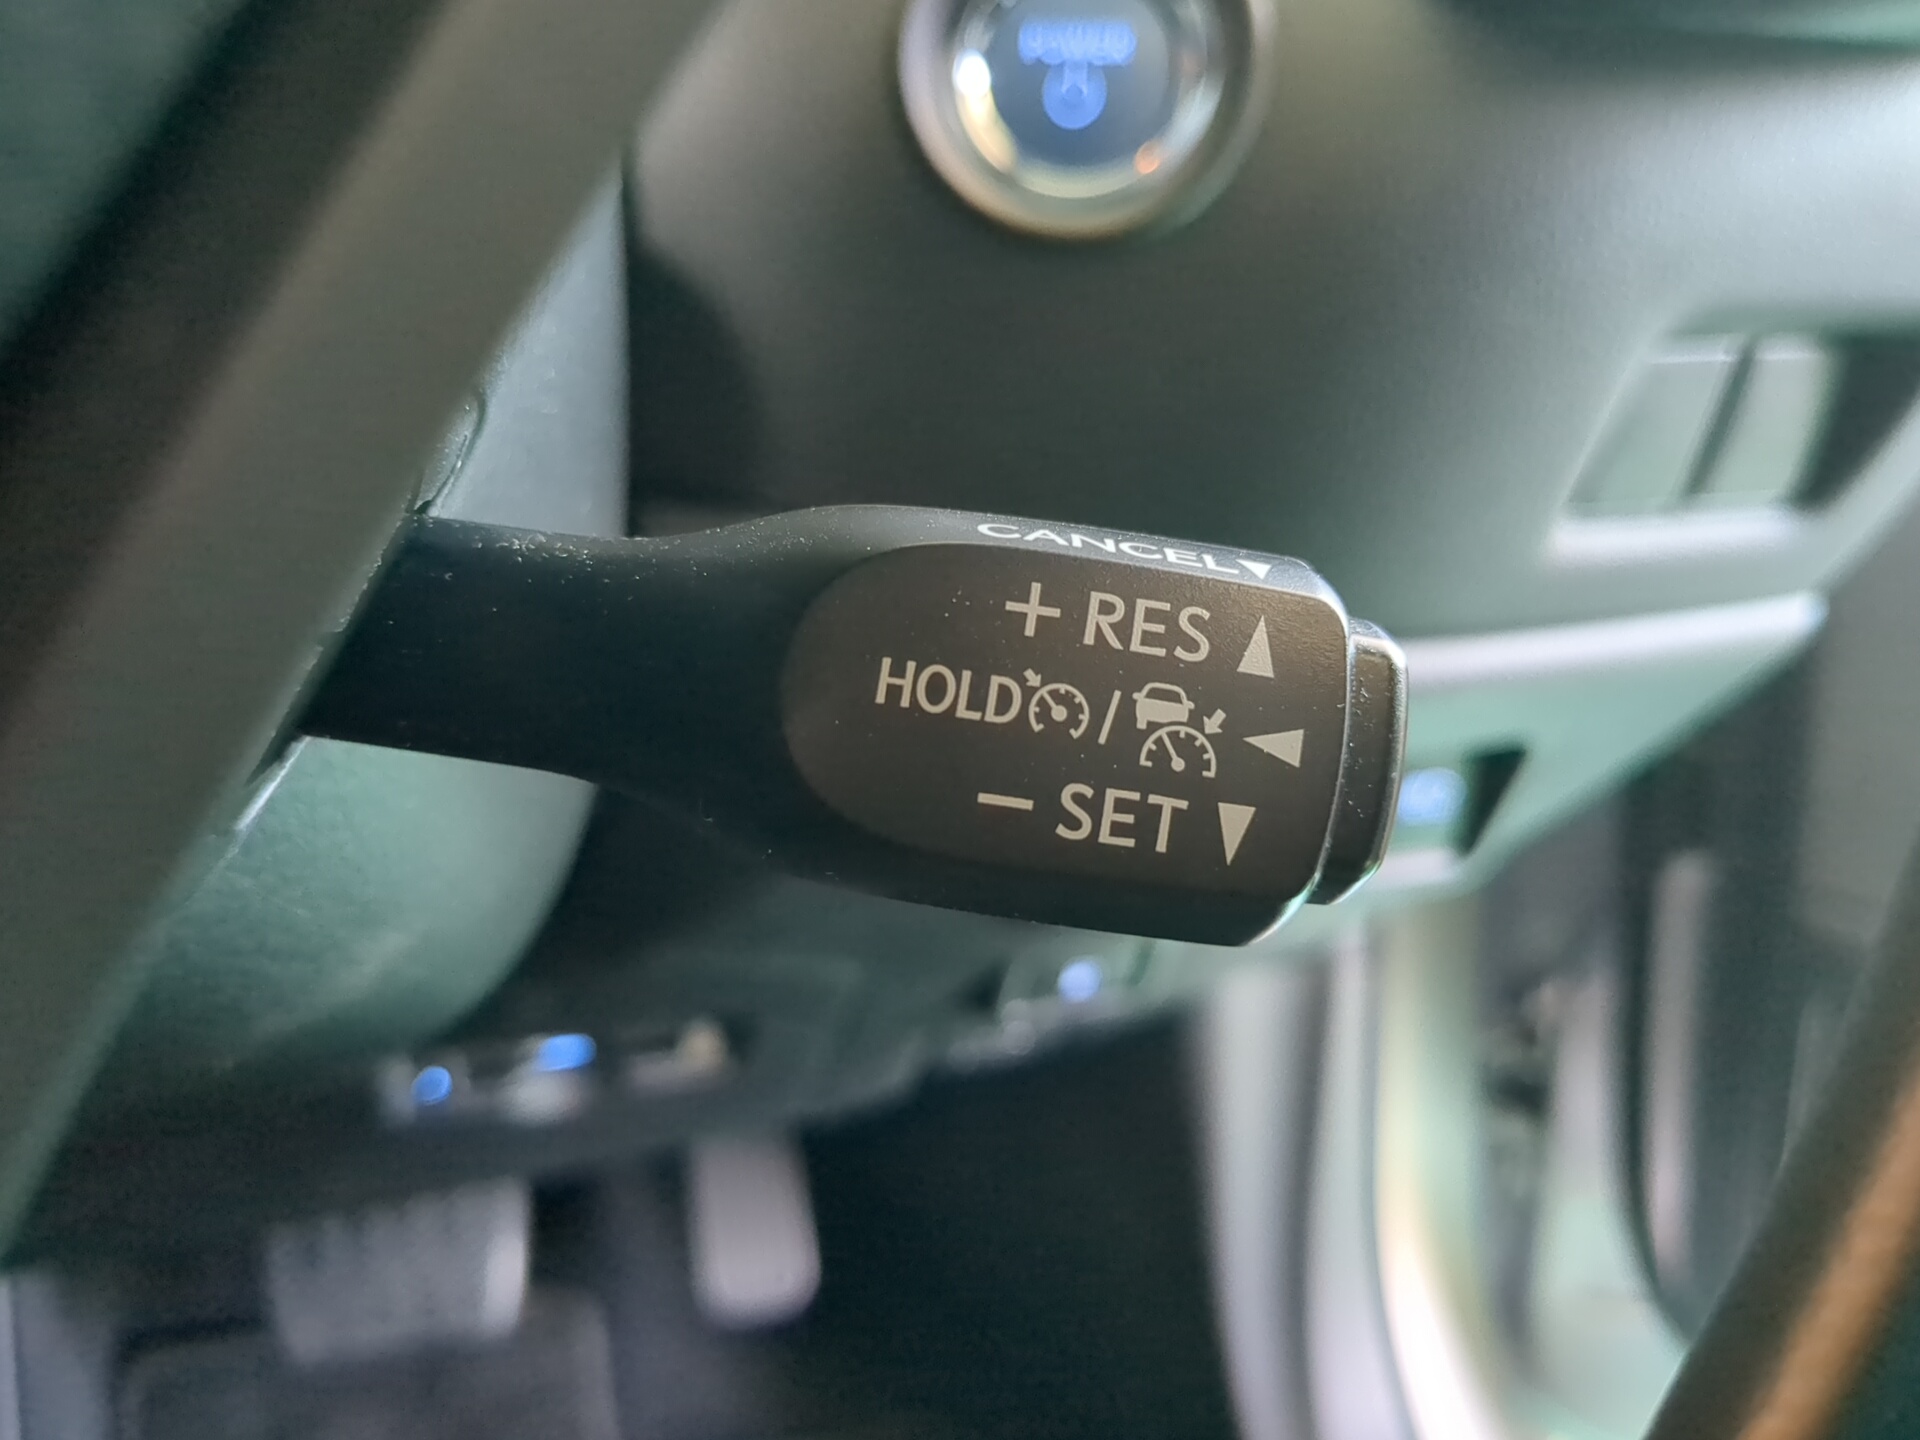 CANCEL
+ RES
HOLD /
− SET